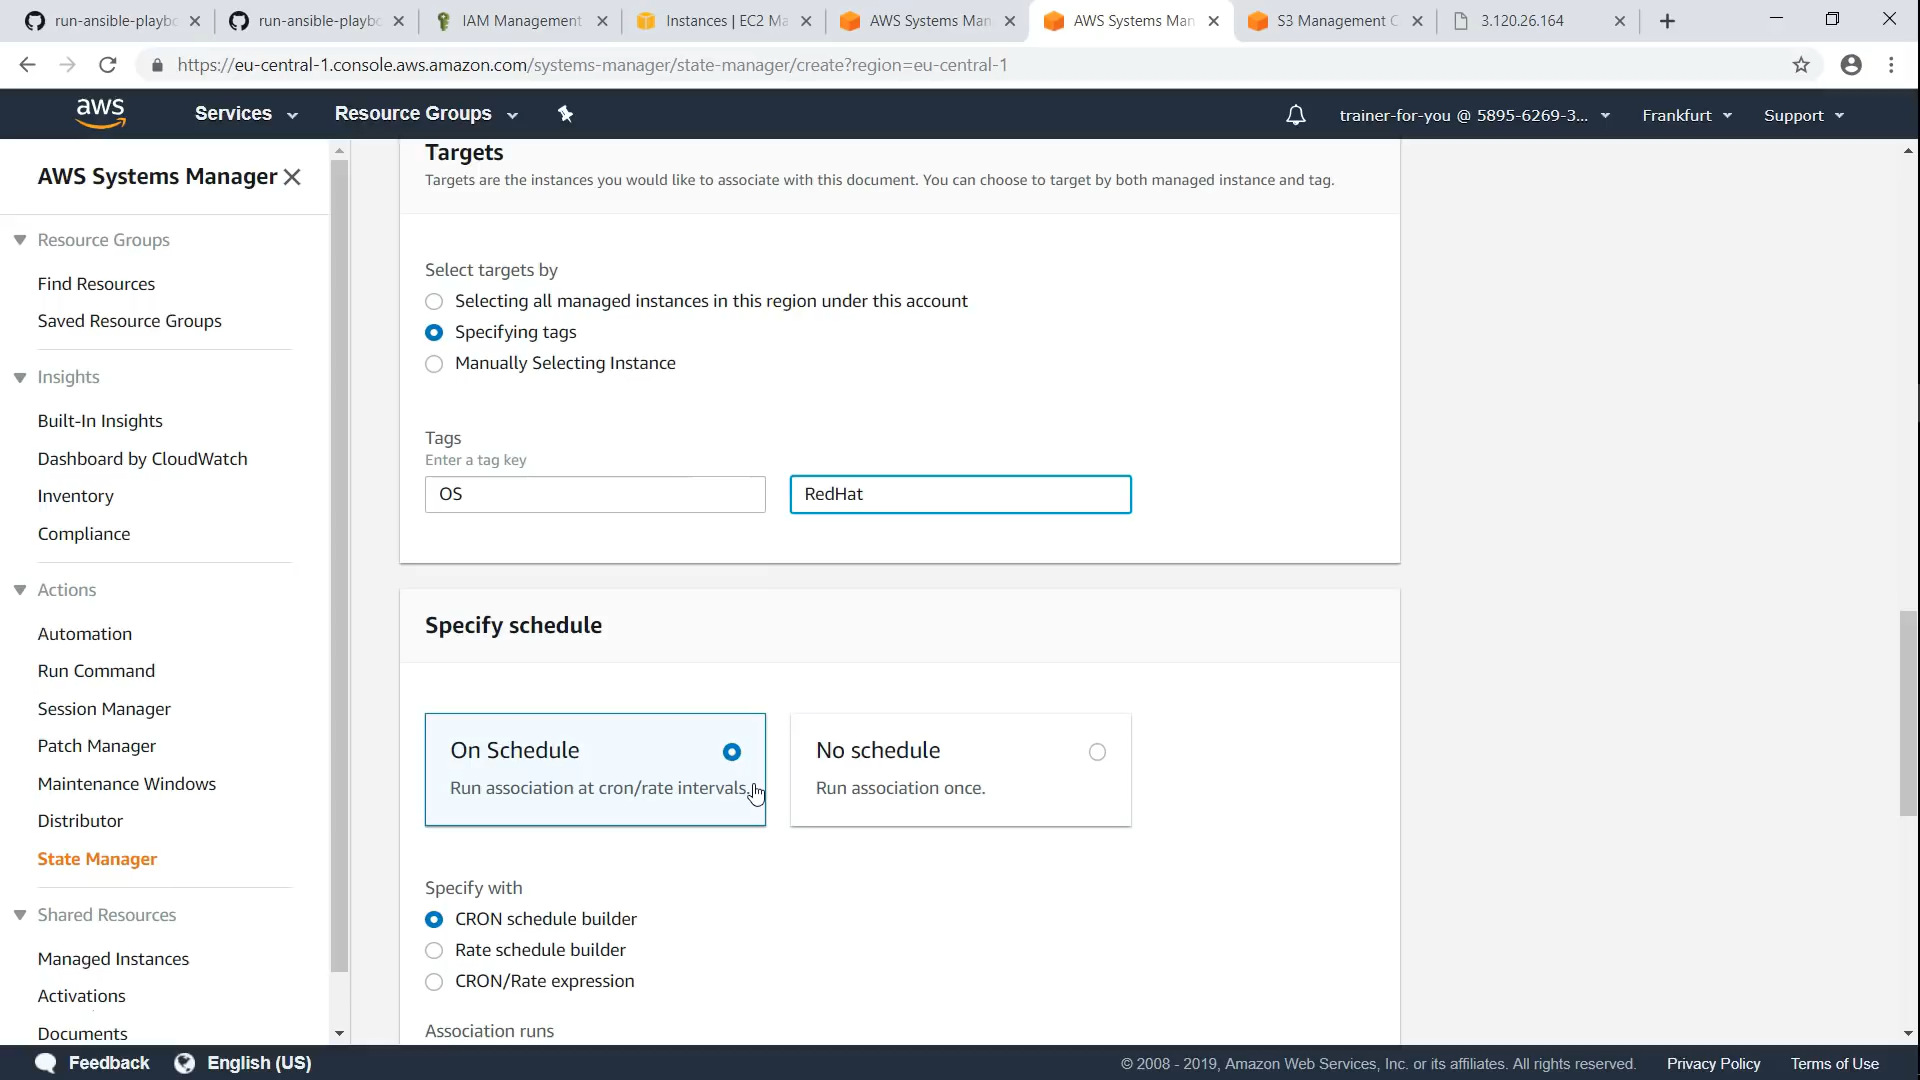 run-ansible-playbo
run-ansible-playbo
IAM Management
Instances | EC2 Ma
AWS Systems Man
AWS Systems Man
S3 Management C
3.120.26.164
https://eu-central-1.console.aws.amazon.com/systems-manager/state-manager/create?region=eu-central-1
aws
Services
Resource Groups
trainer-for-you @ 5895-6269-3...
Frankfurt
Support
AWS Systems Manager
Resource Groups
Find Resources
Saved Resource Groups
Insights
Built-In Insights
Dashboard by CloudWatch
Inventory
Compliance
Actions
Automation
Run Command
Session Manager
Patch Manager
Maintenance Windows
Distributor
State Manager
Shared Resources
Managed Instances
Activations
Documents
Targets
Targets are the instances you would like to associate with this document. You can choose to target by both managed instance and tag.
Select targets by
Selecting all managed instances in this region under this account
Specifying tags
Manually Selecting Instance
Tags
Enter a tag key
OS
RedHat
Specify schedule
On Schedule
Run association at cron/rate intervals.
No schedule
Run association once.
Specify with
CRON schedule builder
Rate schedule builder
CRON/Rate expression
Association runs
Feedback
English (US)
© 2008 - 2019, Amazon Web Services, Inc. or its affiliates. All rights reserved.
Privacy Policy
Terms of Use